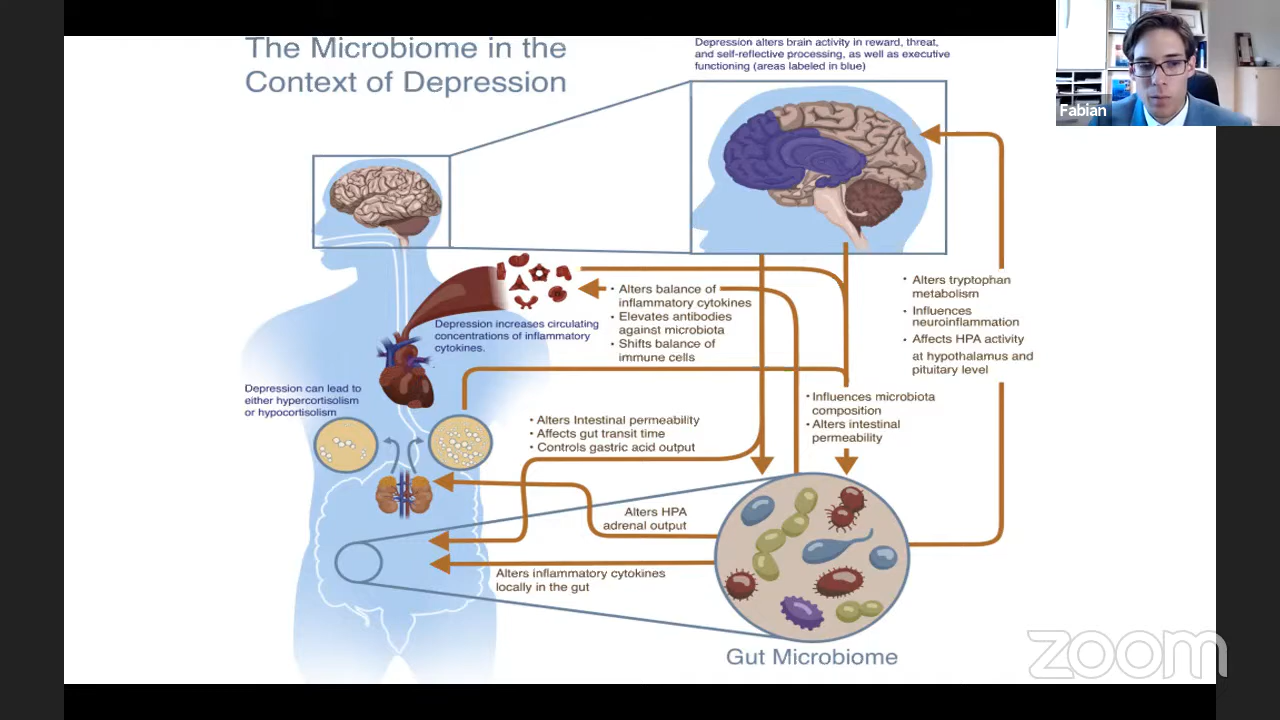 The Microbiome in the
Context of Depression
Depression alters brain activity in reward, threat,
and self-reflective processing, as well as executive
functioning (areas labeled in blue)
Fabian
• Alters balance of
inflammatory cytokines
• Elevates antibodies
against microbiota
• Shifts balance of
immune cells
• Alters tryptophan
metabolism
• Influences
neuroinflammation
• Affects HPA activity
at hypothalamus and
pituitary level
Depression increases circulating
concentrations of inflammatory
cytokines.
Depression can lead to
either hypercortisolism
or hypocortisolism
• Alters Intestinal permeability
• Affects gut transit time
• Controls gastric acid output
• Influences microbiota
composition
• Alters intestinal
permeability
Alters HPA
adrenal output
Alters inflammatory cytokines
locally in the gut
Gut Microbiome
zoom